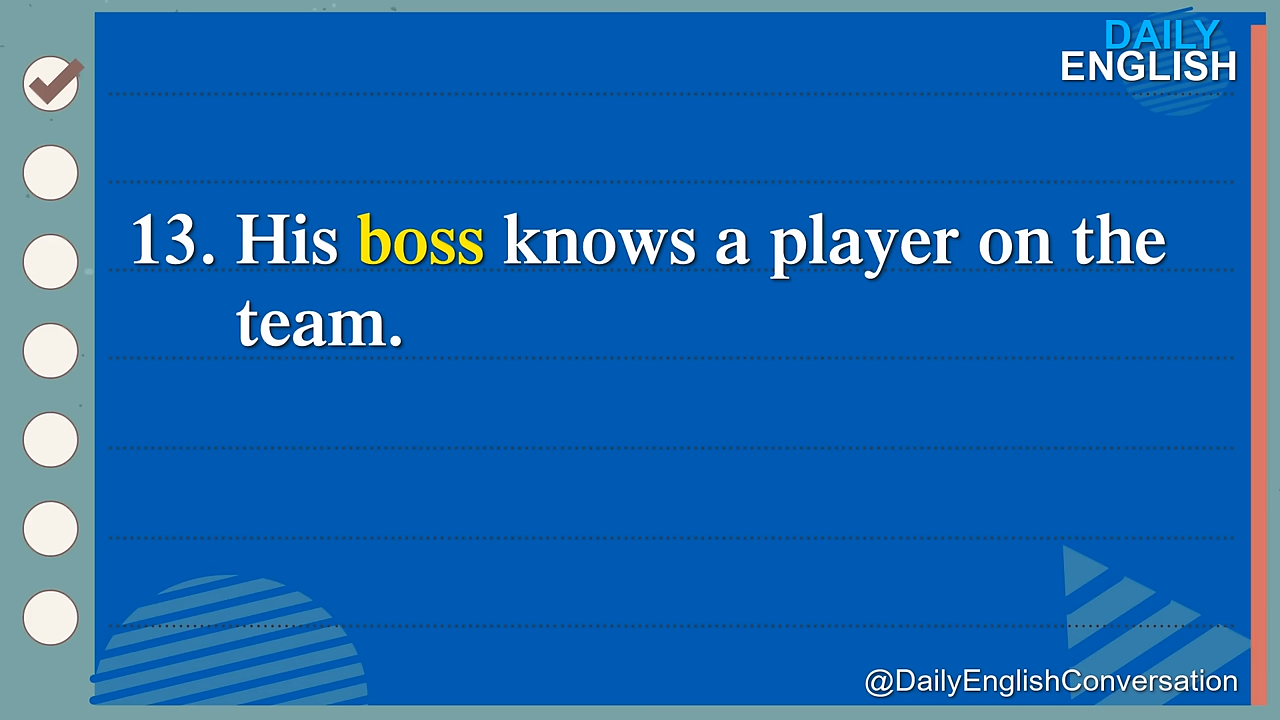 DAILY
ENGLISH
13. His boss knows a player on the
team.
@DailyEnglishConversation